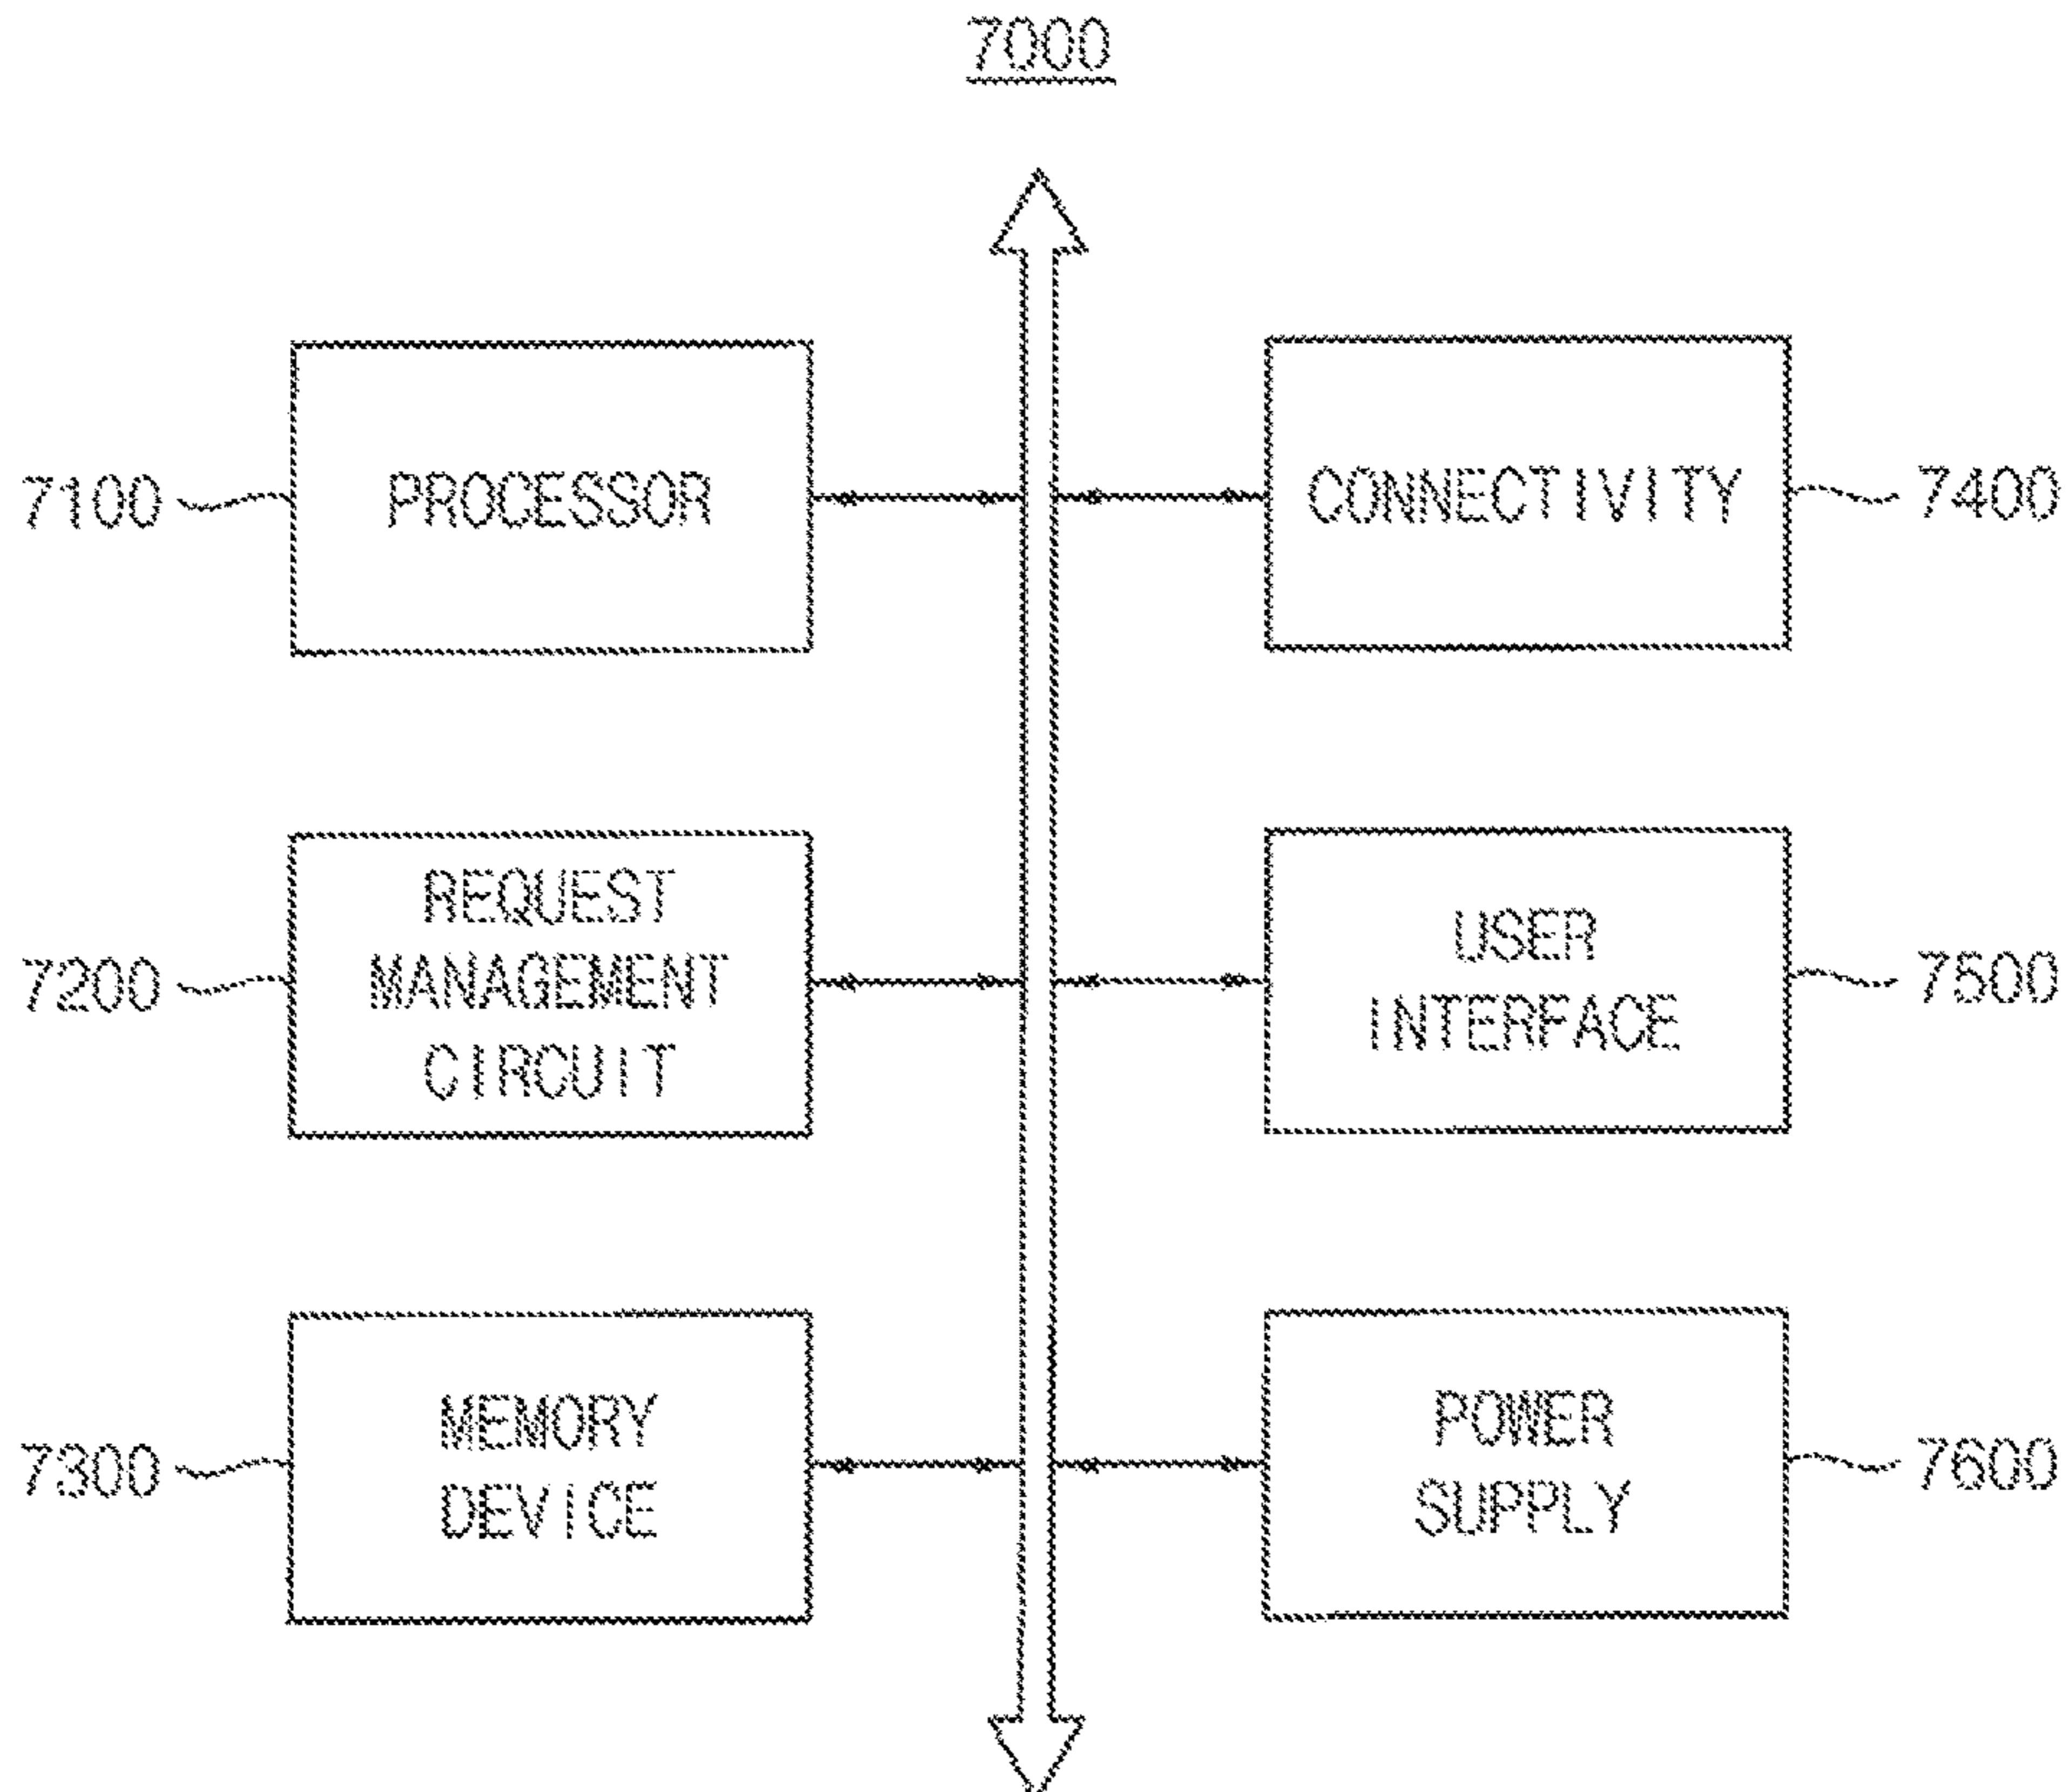 7000
7100
PROCESSOR
CONNECTIVITY
7400
7200
REQUEST
MANAGEMENT
CIRCUIT
USER
INTERFACE
7500
7300
MEMORY
DEVICE
POWER
SUPPLY
7600